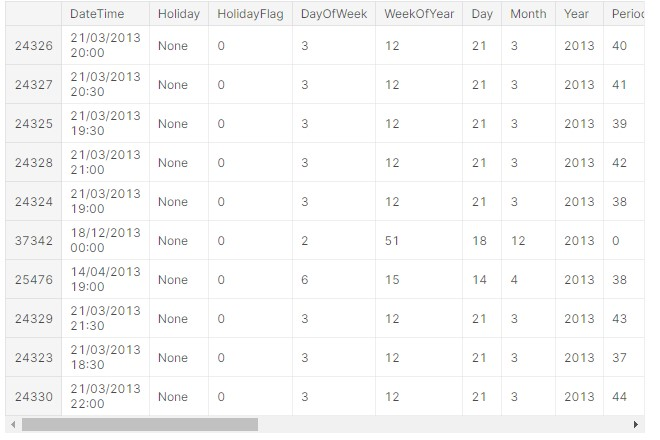 DateTime Holiday HolidayFlag DayOfWeek WeekOfYear Day Month Year Perioc
24326 21/03/2013 20:00 None 0 3 12 21 3 2013 40
24327 21/03/2013 20:30 None 0 3 12 21 3 2013 41
24325 21/03/2013 19:30 None 0 3 12 21 3 2013 39
24328 21/03/2013 21:00 None 0 3 12 21 3 2013 42
24324 21/03/2013 19:00 None 0 3 12 21 3 2013 38
37342 18/12/2013 00:00 None 0 2 51 18 12 2013 0
25476 14/04/2013 19:00 None 0 6 15 14 4 2013 38
24329 21/03/2013 21:30 None 0 3 12 21 3 2013 43
24323 21/03/2013 18:30 None 0 3 12 21 3 2013 37
24330 21/03/2013 22:00 None 0 3 12 21 3 2013 44